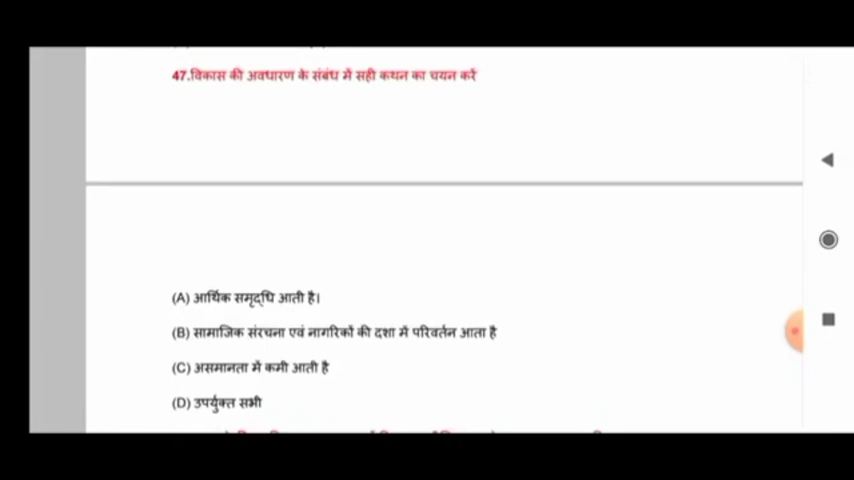 47.विकास की अवधारण के संबंध में सही कथन का चयन करें
(A) आर्थिक समृद्धि आती है।
(B) सामाजिक संरचना एवं नागरिकों की दशा में परिवर्तन आता है
(C) असमानता में कमी आती है
(D) उपर्युक्त सभी